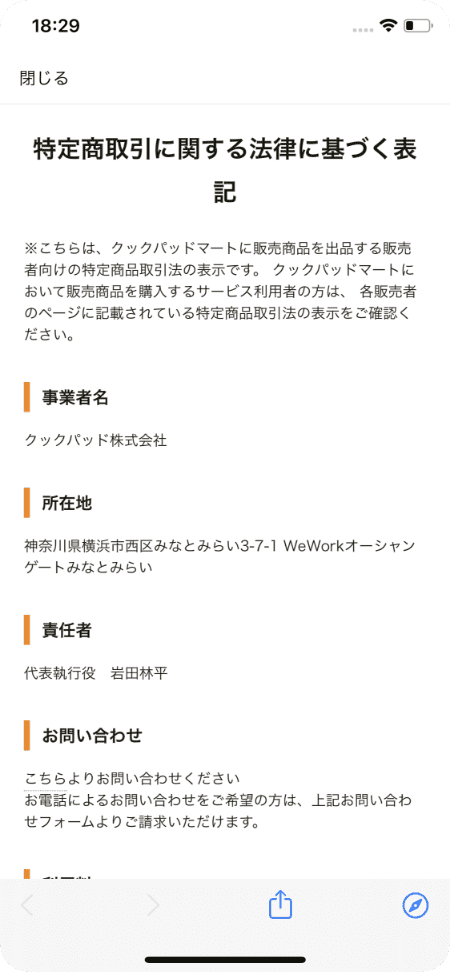 18:29
閉じる
特定商取引に関する法律に基づく表
記
※こちらは、クックパッドマートに販売商品を出品する販売
者向けの特定商品取引法の表示です。 クックパッドマートに
おいて販売商品を購入するサービス利用者の方は、 各販売者
のページに記載されている特定商品取引法の表示をご確認く
ださい。
事業者名
クックパッド株式会社
所在地
神奈川県横浜市西区みなとみらい3-7-1 WeWorkオーシャン
ゲートみなとみらい
責任者
代表執行役　岩田林平
お問い合わせ
こちらよりお問い合わせください
お電話によるお問い合わせをご希望の方は、上記お問い合わ
せフォームよりご請求いただけます。